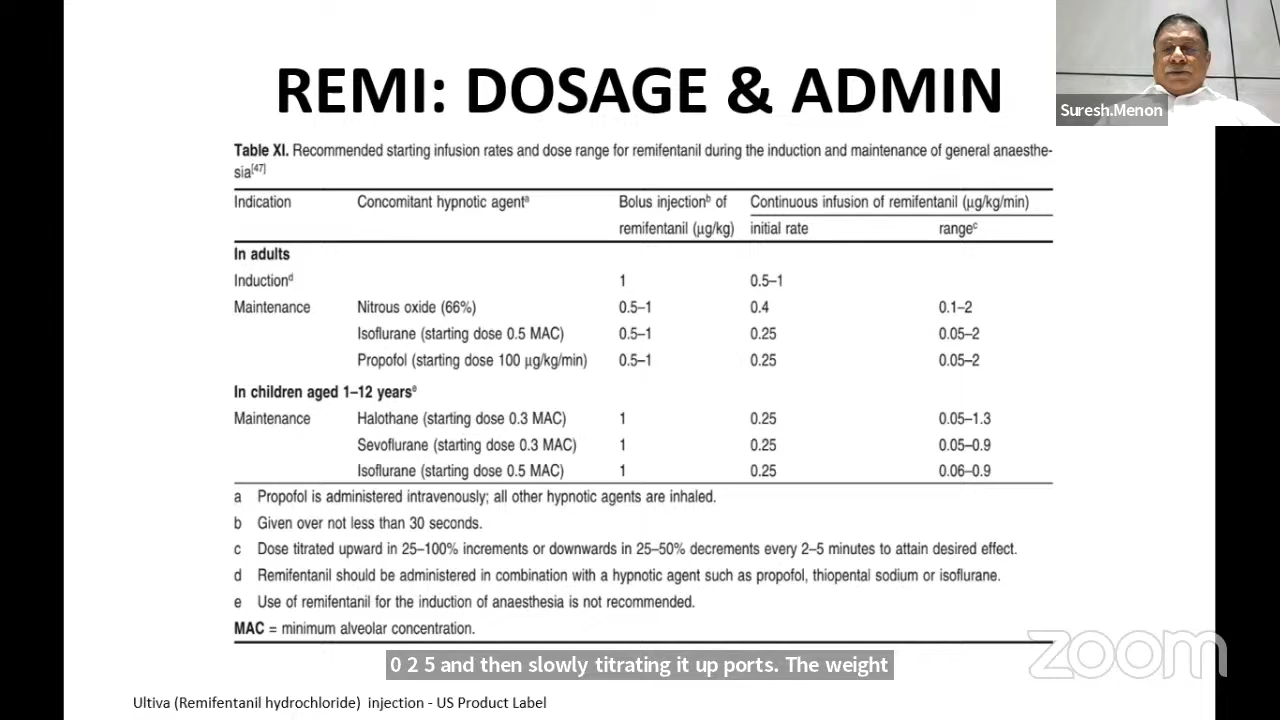 REMI: DOSAGE & ADMIN
Suresh.Menon
Table XI. Recommended starting infusion rates and dose range for remifentanil during the induction and maintenance of general anaesthe-
sia[47]
Indication Concomitant hypnotic agentᵃ Bolus injectionᵇ of Continuous infusion of remifentanil (μg/kg/min)
remifentanil (μg/kg) initial rate rangeᶜ
In adults
Inductionᵈ 1 0.5–1
Maintenance Nitrous oxide (66%) 0.5–1 0.4 0.1–2
Isoflurane (starting dose 0.5 MAC) 0.5–1 0.25 0.05–2
Propofol (starting dose 100 μg/kg/min) 0.5–1 0.25 0.05–2
In children aged 1–12 yearsᵉ
Maintenance Halothane (starting dose 0.3 MAC) 1 0.25 0.05–1.3
Sevoflurane (starting dose 0.3 MAC) 1 0.25 0.05–0.9
Isoflurane (starting dose 0.5 MAC) 1 0.25 0.06–0.9
a Propofol is administered intravenously; all other hypnotic agents are inhaled.
b Given over not less than 30 seconds.
c Dose titrated upward in 25–100% increments or downwards in 25–50% decrements every 2–5 minutes to attain desired effect.
d Remifentanil should be administered in combination with a hypnotic agent such as propofol, thiopental sodium or isoflurane.
e Use of remifentanil for the induction of anaesthesia is not recommended.
MAC = minimum alveolar concentration.
zoom
0 2 5 and then slowly titrating it up ports. The weight
Ultiva (Remifentanil hydrochloride) injection - US Product Label